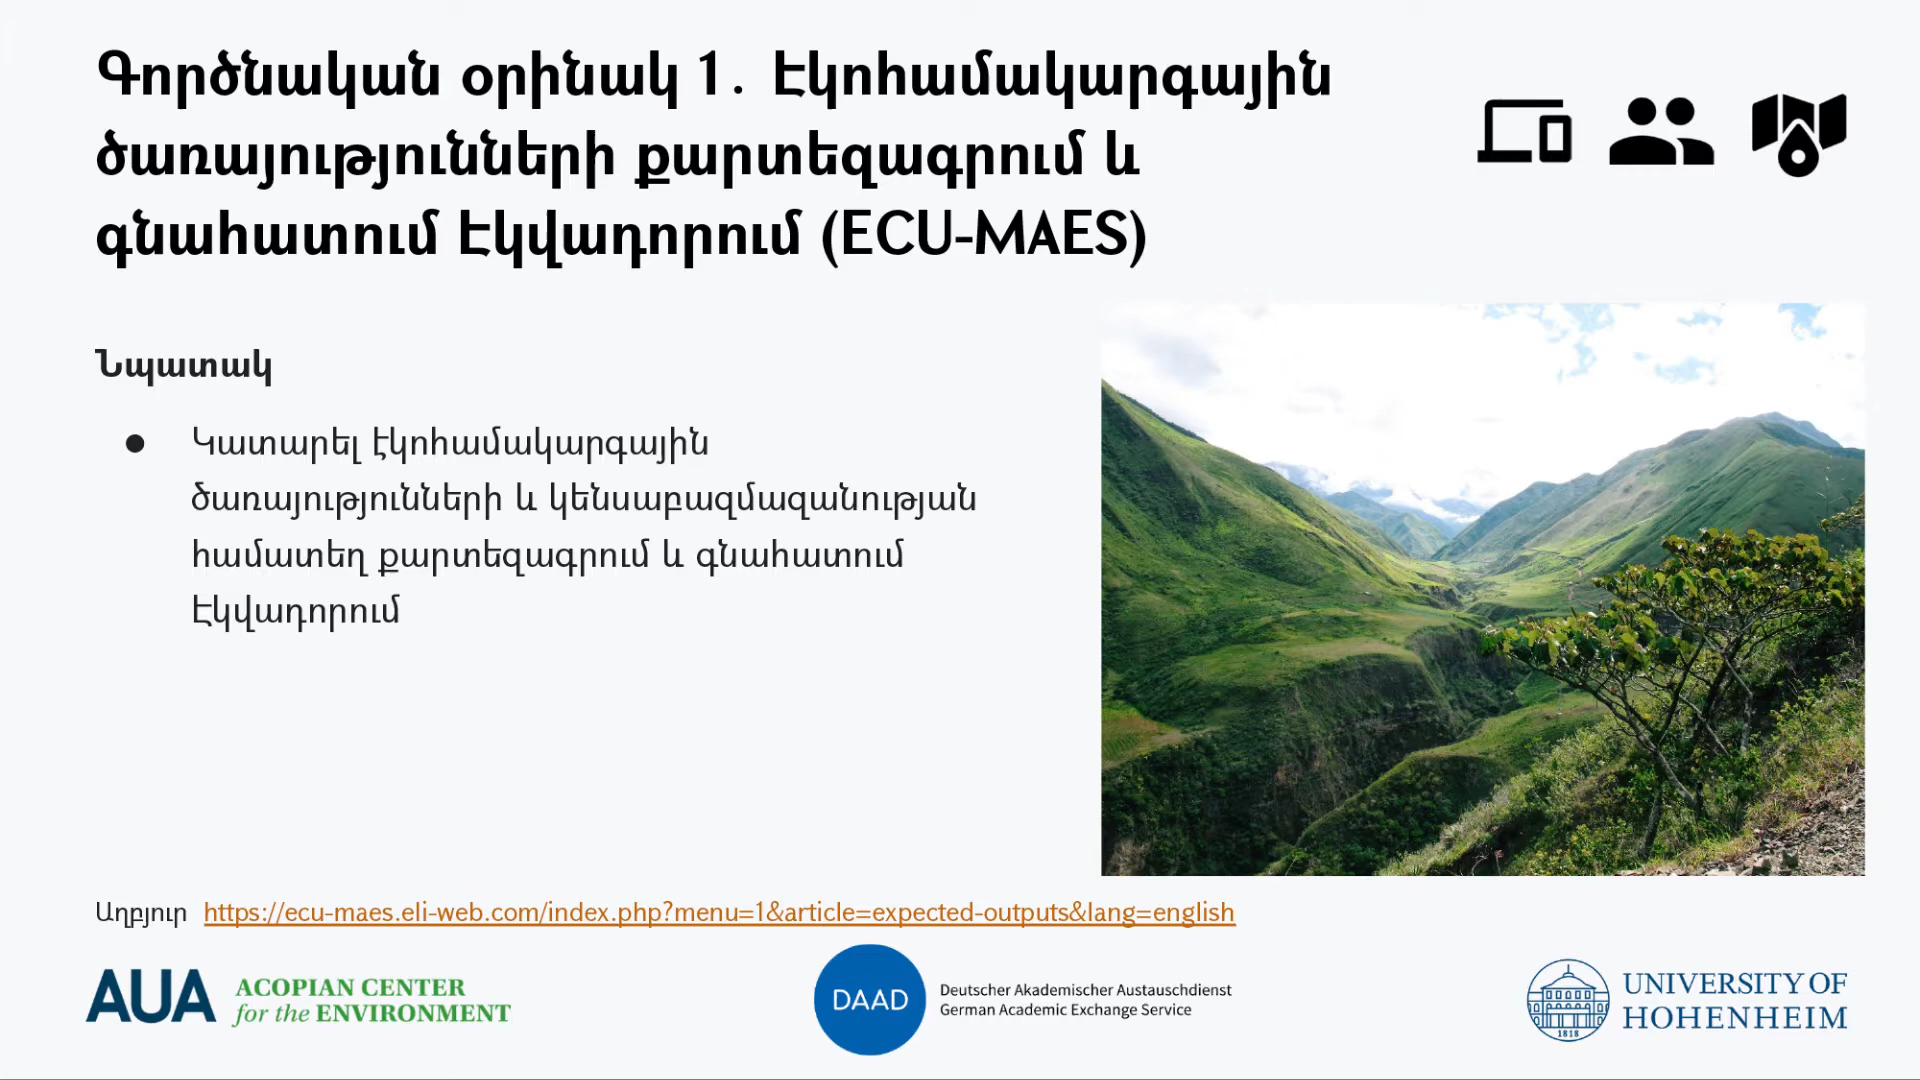 Գործնական օրինակ 1. Էկոհամակարգային
ծառայությունների քարտեզագրում և
գնահատում Էկվադորում (ECU-MAES)
Նպատակ
● Կատարել էկոհամակարգային
ծառայությունների և կենսաբազմազանության
համատեղ քարտեզագրում և գնահատում
Էկվադորում
Աղբյուր https://ecu-maes.eli-web.com/index.php?menu=1&article=expected-outputs&lang=english
AUA ACOPIAN CENTER
for the ENVIRONMENT
DAAD
Deutscher Akademischer Austauschdienst
German Academic Exchange Service
1818
UNIVERSITY OF
HOHENHEIM